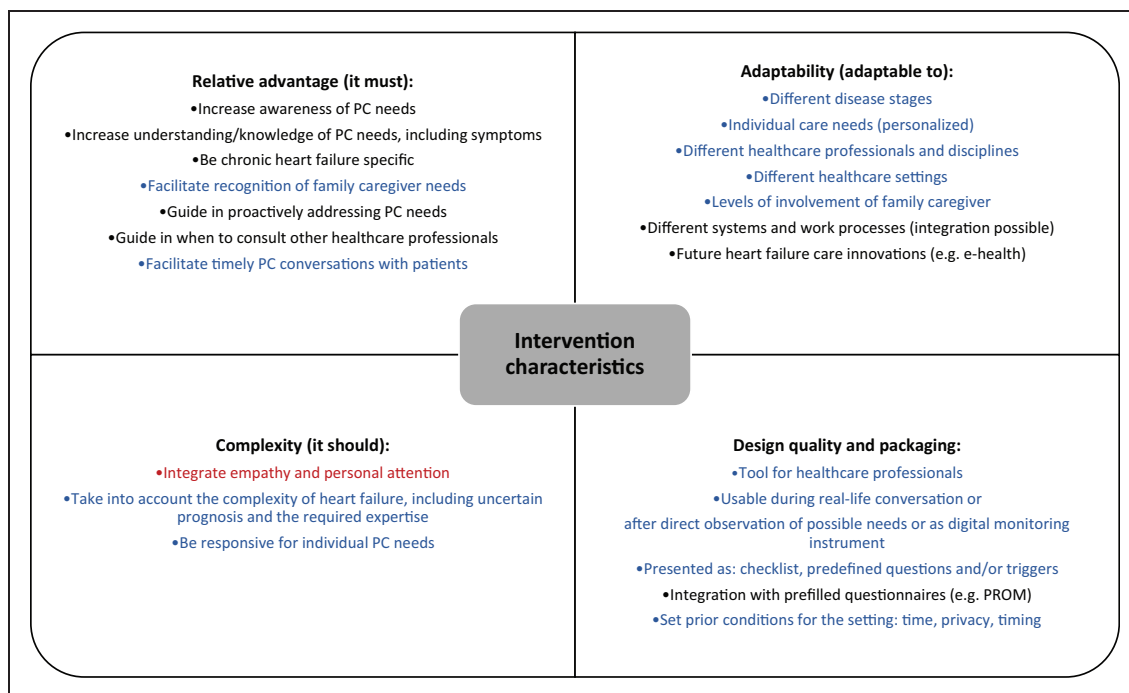 Relative advantage (it must):
•Increase awareness of PC needs
•Increase understanding/knowledge of PC needs, including symptoms
•Be chronic heart failure specific
•Facilitate recognition of family caregiver needs
•Guide in proactively addressing PC needs
•Guide in when to consult other healthcare professionals
•Facilitate timely PC conversations with patients
Adaptability (adaptable to):
•Different disease stages
•Individual care needs (personalized)
•Different healthcare professionals and disciplines
•Different healthcare settings
•Levels of involvement of family caregiver
•Different systems and work processes (integration possible)
•Future heart failure care innovations (e.g. e-health)
Intervention
characteristics
Complexity (it should):
•Integrate empathy and personal attention
•Take into account the complexity of heart failure, including uncertain
prognosis and the required expertise
•Be responsive for individual PC needs
Design quality and packaging:
•Tool for healthcare professionals
•Usable during real-life conversation or
after direct observation of possible needs or as digital monitoring
instrument
•Presented as: checklist, predefined questions and/or triggers
•Integration with prefilled questionnaires (e.g. PROM)
•Set prior conditions for the setting: time, privacy, timing